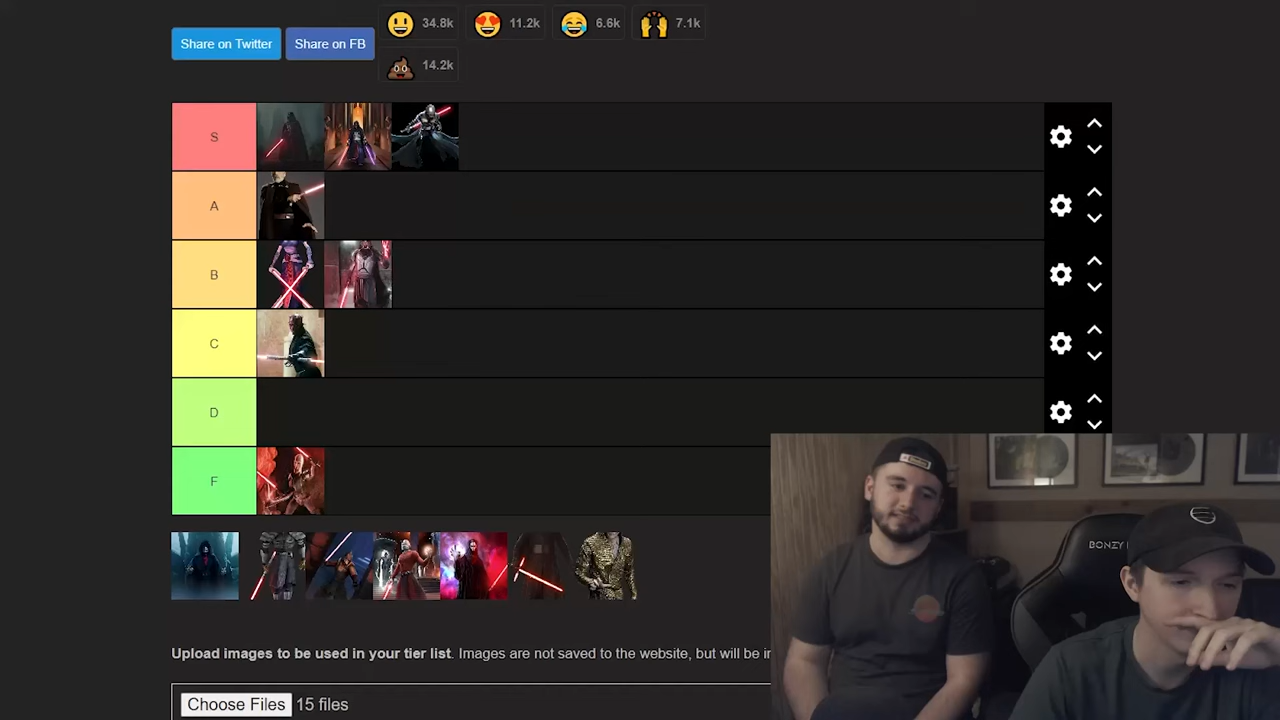 Share on Twitter
Share on FB
34.8k
11.2k
6.6k
7.1k
14.2k
S
A
B
C
D
F
BONZY
Upload images to be used in your tier list. Images are not saved to the website, but will be
Choose Files 15 files